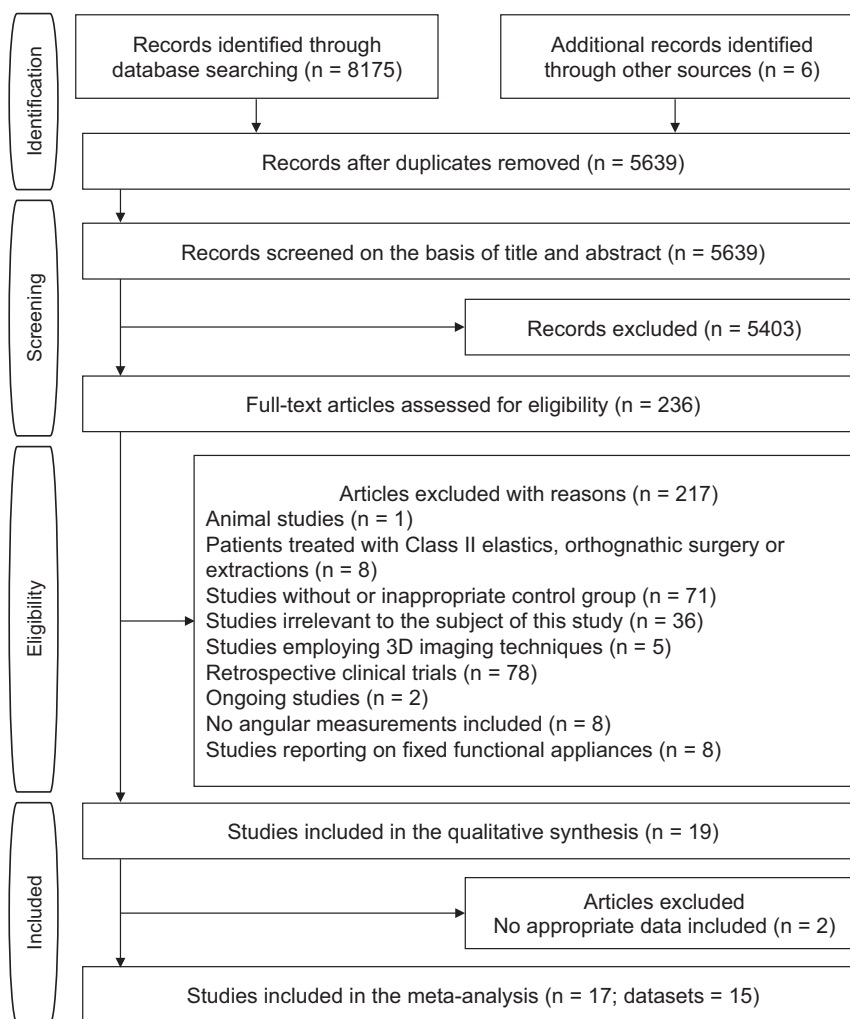 Identification
Records identified through
database searching (n = 8175)
Additional records identified
through other sources (n = 6)
Records after duplicates removed (n = 5639)
Screening
Records screened on the basis of title and abstract (n = 5639)
Records excluded (n = 5403)
Full-text articles assessed for eligibility (n = 236)
Eligibility
Articles excluded with reasons (n = 217)
Animal studies (n = 1)
Patients treated with Class II elastics, orthognathic surgery or
extractions (n = 8)
Studies without or inappropriate control group (n = 71)
Studies irrelevant to the subject of this study (n = 36)
Studies employing 3D imaging techniques (n = 5)
Retrospective clinical trials (n = 78)
Ongoing studies (n = 2)
No angular measurements included (n = 8)
Studies reporting on fixed functional appliances (n = 8)
Included
Studies included in the qualitative synthesis (n = 19)
Articles excluded
No appropriate data included (n = 2)
Studies included in the meta-analysis (n = 17; datasets = 15)